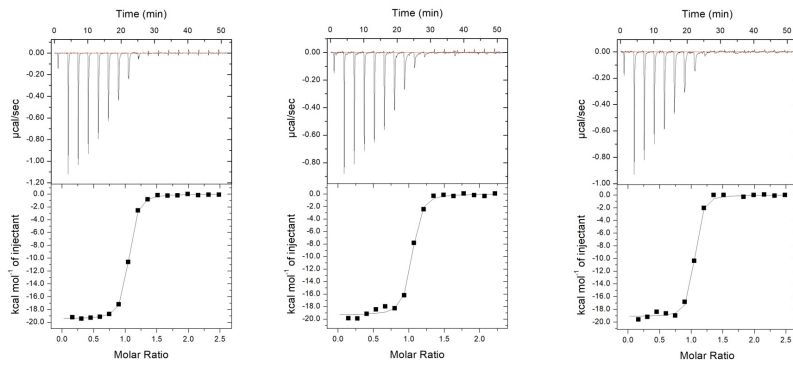 Time (min)
0 10 20 30 40 50
0.00
-0.20
-0.40
-0.60
-0.80
-1.00
-1.20
µcal/sec
0.0
-2.0
-4.0
-6.0
-8.0
-10.0
-12.0
-14.0
-16.0
-18.0
-20.0
kcal mol⁻¹ of injectant
0.0 0.5 1.0 1.5 2.0 2.5
Molar Ratio
Time (min)
0 10 20 30 40 50
0.00
-0.20
-0.40
-0.60
-0.80
µcal/sec
0.0
-2.0
-4.0
-6.0
-8.0
-10.0
-12.0
-14.0
-16.0
-18.0
-20.0
kcal mol⁻¹ of injectant
0.0 0.5 1.0 1.5 2.0
Molar Ratio
Time (min)
0 10 20 30 40 50
0.00
-0.20
-0.40
-0.60
-0.80
-1.00
µcal/sec
0.0
-2.0
-4.0
-6.0
-8.0
-10.0
-12.0
-14.0
-16.0
-18.0
-20.0
kcal mol⁻¹ of injectant
0.0 0.5 1.0 1.5 2.0 2.5
Molar Ratio